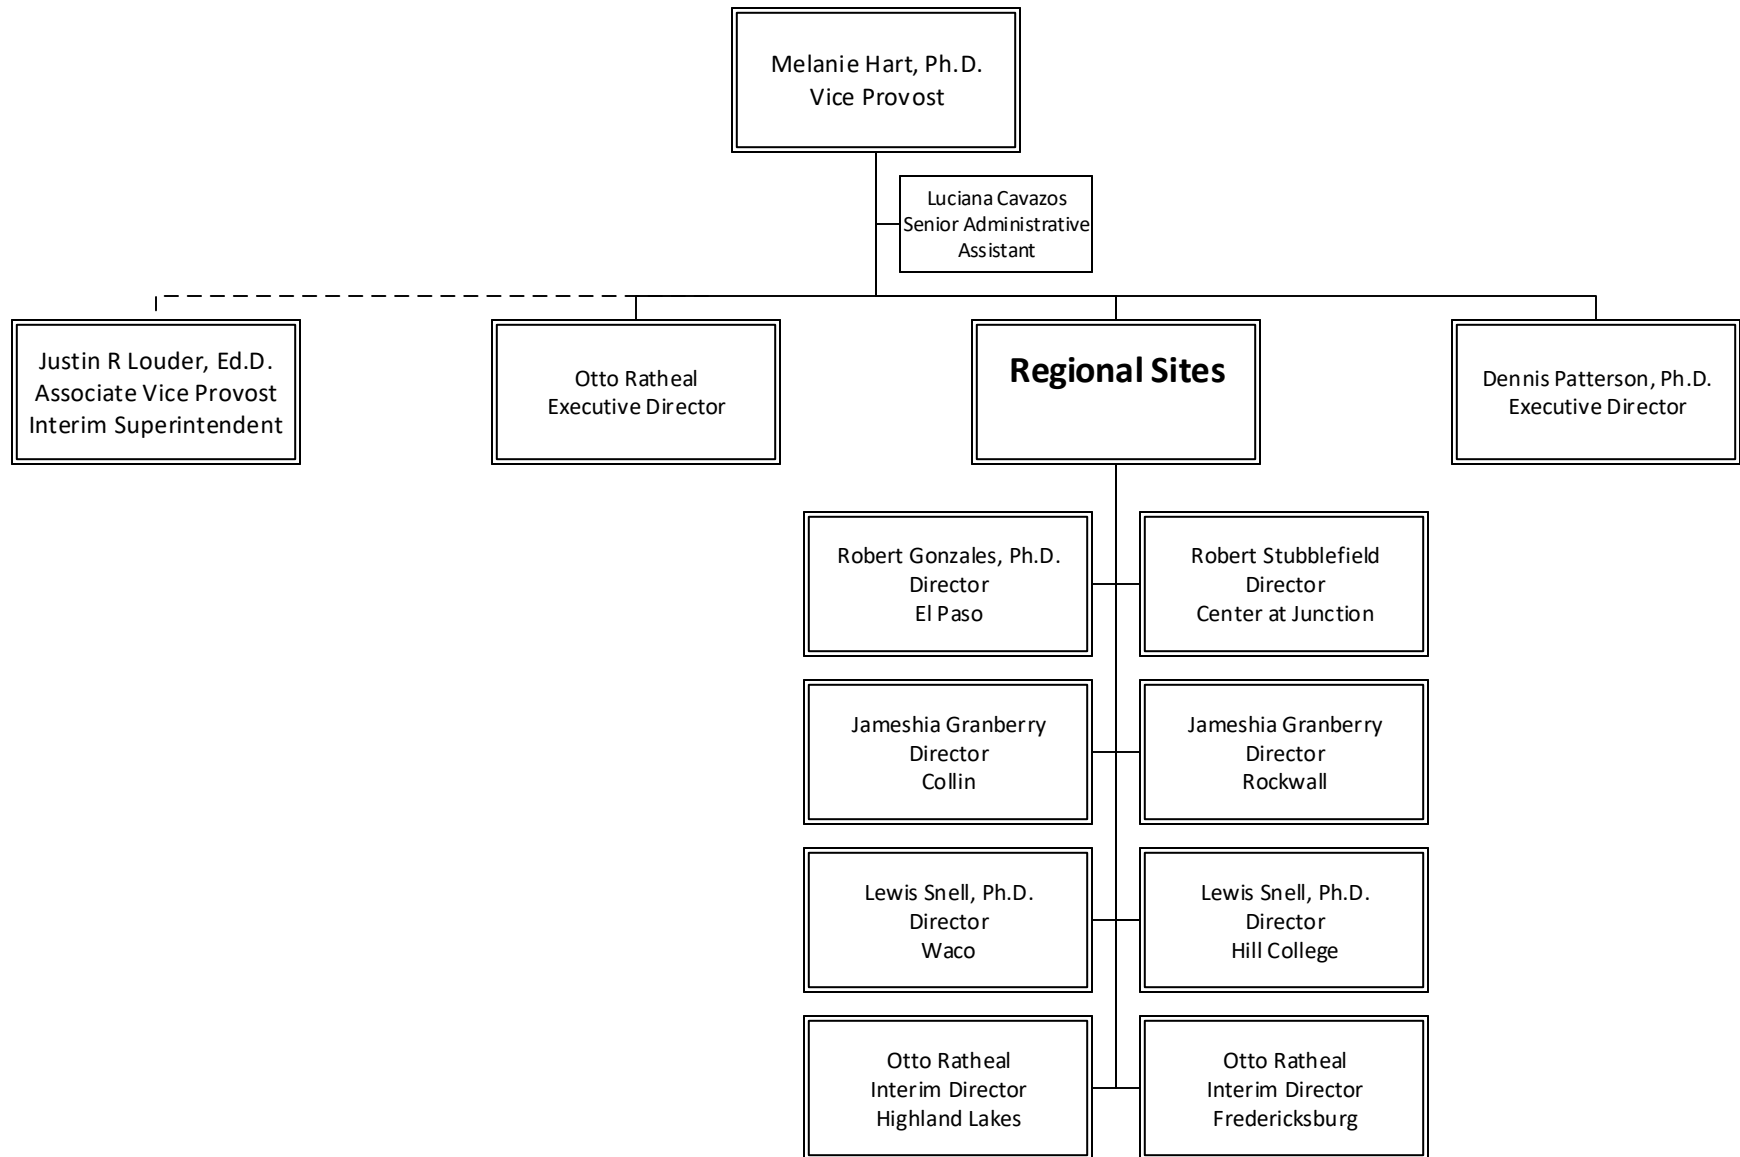 Melanie Hart, Ph.D.
Vice Provost
Luciana Cavazos
Senior Administrative
Assistant
Justin R Louder, Ed.D.
Associate Vice Provost
Interim Superintendent
Otto Ratheal
Executive Director
Regional Sites
Dennis Patterson, Ph.D.
Executive Director
Robert Gonzales, Ph.D.
Director
El Paso
Robert Stubblefield
Director
Center at Junction
Jameshia Granberry
Director
Collin
Jameshia Granberry
Director
Rockwall
Lewis Snell, Ph.D.
Director
Waco
Lewis Snell, Ph.D.
Director
Hill College
Otto Ratheal
Interim Director
Highland Lakes
Otto Ratheal
Interim Director
Fredericksburg